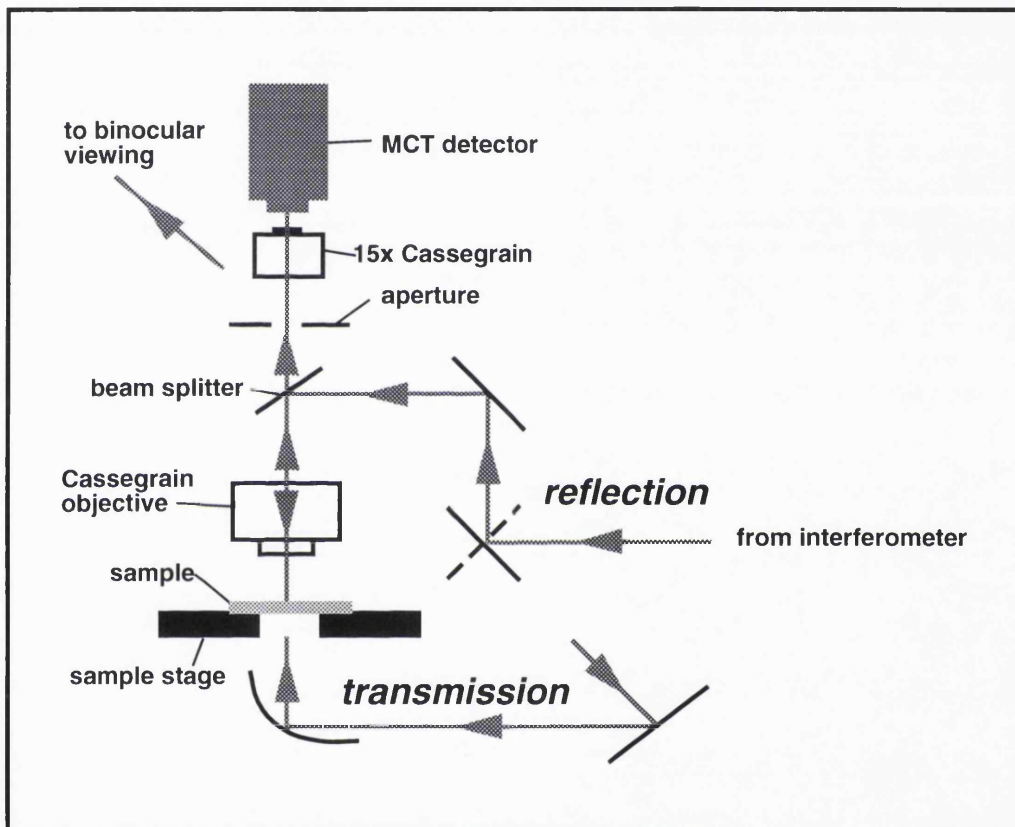 to binocular
viewing
MCT detector
15x Cassegrain
aperture
beam splitter
Cassegrain
objective
reflection
from interferometer
sample
sample stage
transmission